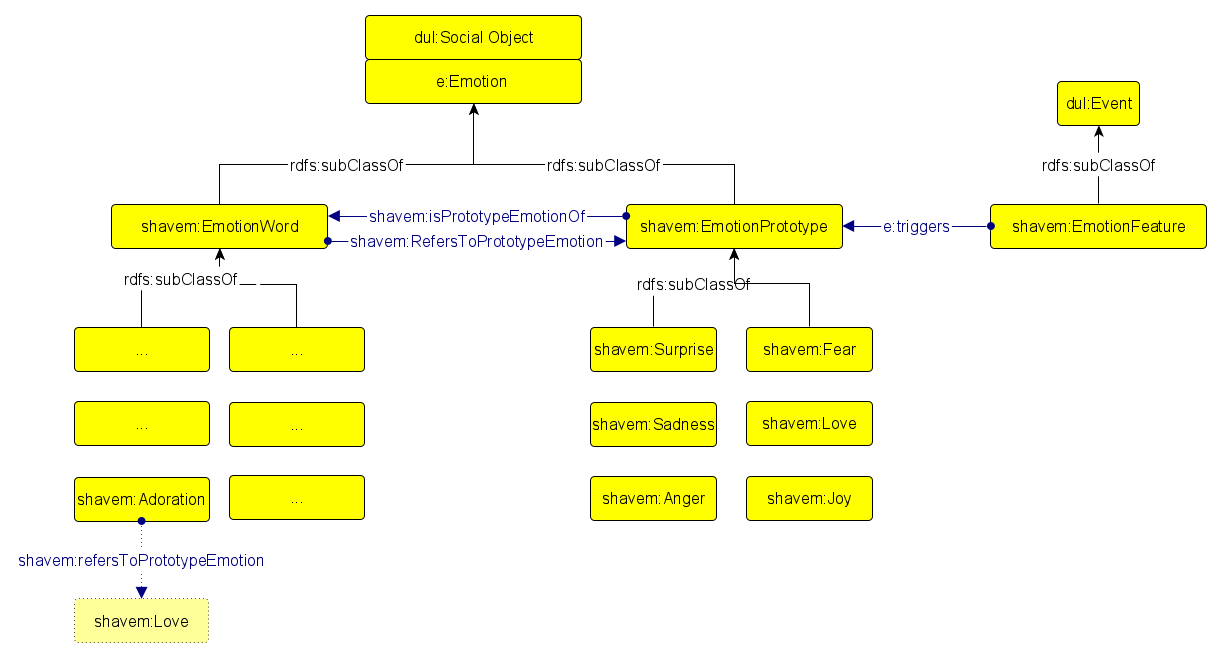 dul:Social Object
e:Emotion
dul:Event
rdfs:subClassOf
rdfs:subClassOf
rdfs:subClassOf
shavem:EmotionWord
shavem:isPrototypeEmotionOf
shavem:RefersToPrototypeEmotion
shavem:EmotionPrototype
e:triggers
shavem:EmotionFeature
rdfs:subClassOf
rdfs:subClassOf
...
...
shavem:Surprise
shavem:Fear
...
...
shavem:Sadness
shavem:Love
shavem:Adoration
...
shavem:Anger
shavem:Joy
shavem:refersToPrototypeEmotion
shavem:Love